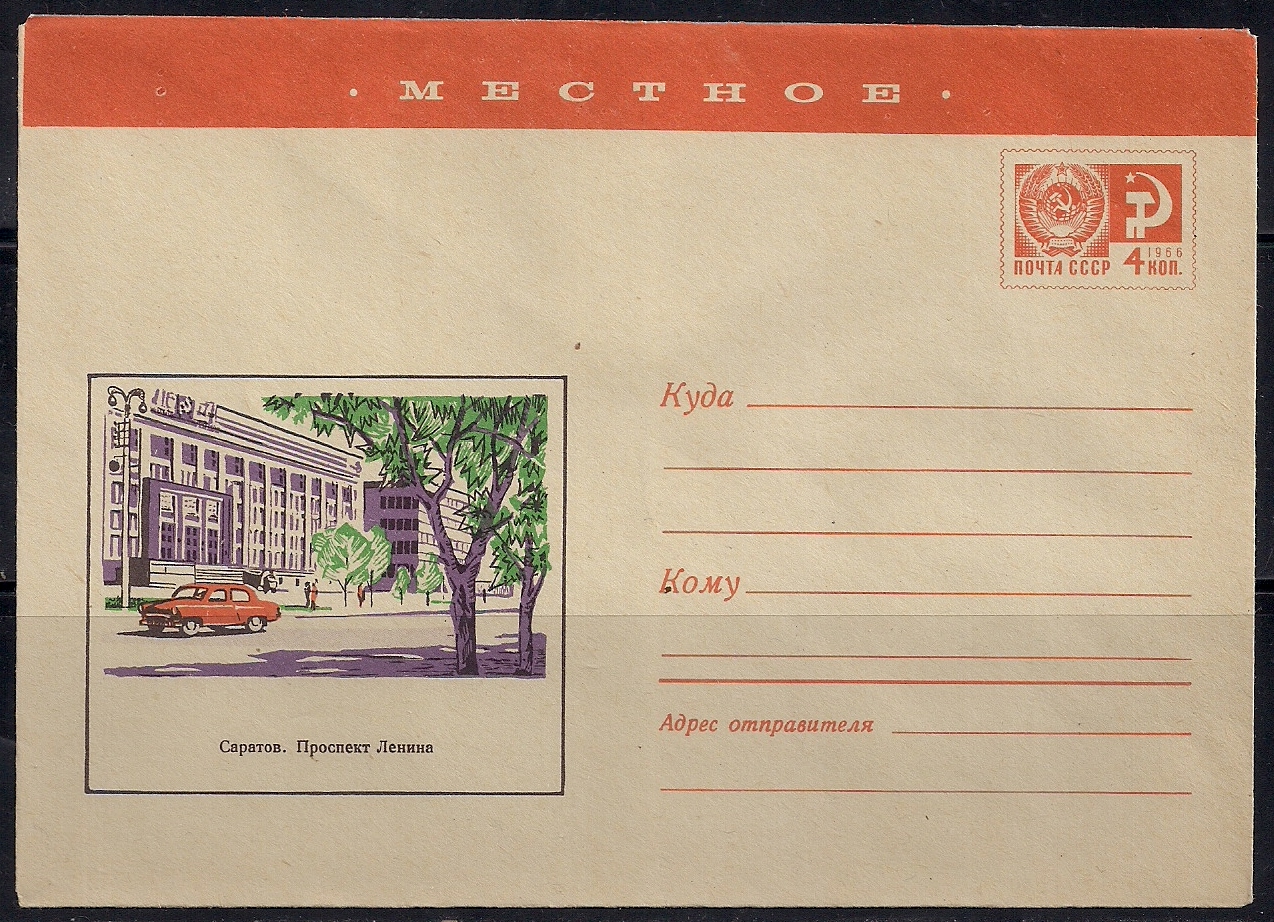 · МЕСТНОЕ ·
ПОЧТА СССР 4 1966 КОП.
Куда
Кому
Адрес отправителя
Саратов. Проспект Ленина